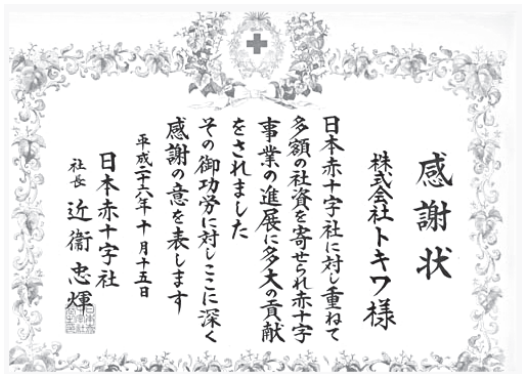 感謝状
株式会社トキワ様
日本赤十字社に対し重ねて
多額の社資を寄せられ赤十字
事業の進展に多大の貢献
をされました
その御功労に対しここに深く
感謝の意を表します
平成二十六年十月十五日
日本赤十字社
社長 近衞忠煇